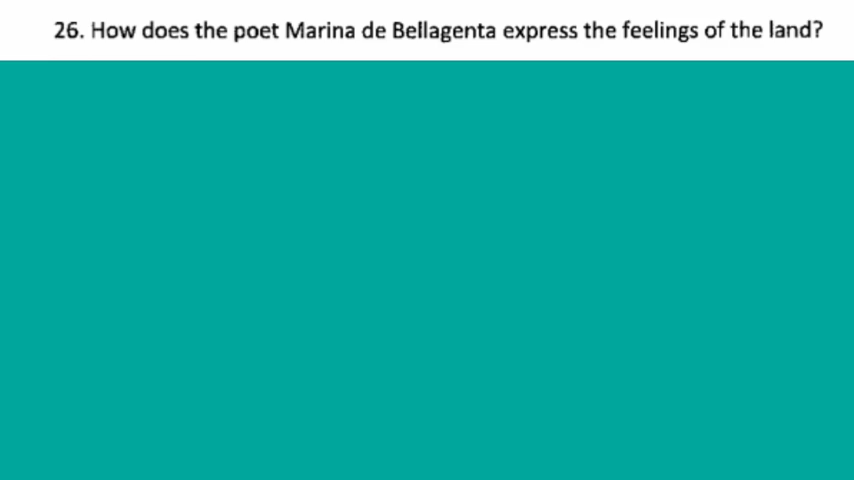 26. How does the poet Marina de Bellagenta express the feelings of the land?